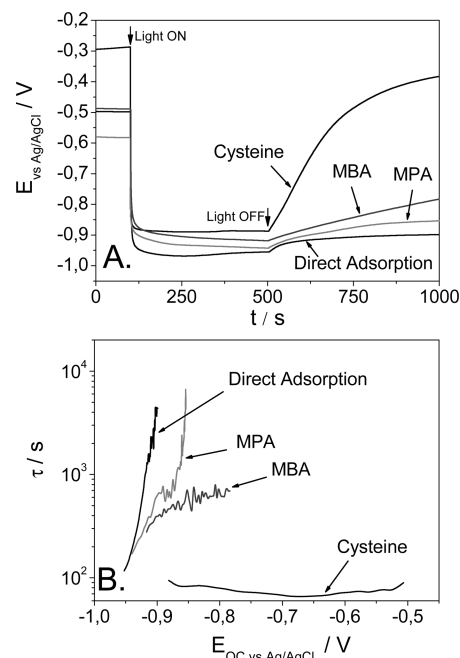 -0,2
-0,3
Light ON
-0,4
-0,5
-0,6
Cysteine
-0,7
MBA
MPA
-0,8
Light OFF
-0,9
-1,0
A.
Direct Adsorption
E vs Ag/AgCl / V
0 250 500 750 1000
t / s
10^4
Direct Adsorption
MPA
10^3
MBA
τ / s
Cysteine
10^2
B.
-1,0 -0,9 -0,8 -0,7 -0,6 -0,5
E OC vs Ag/AgCl / V